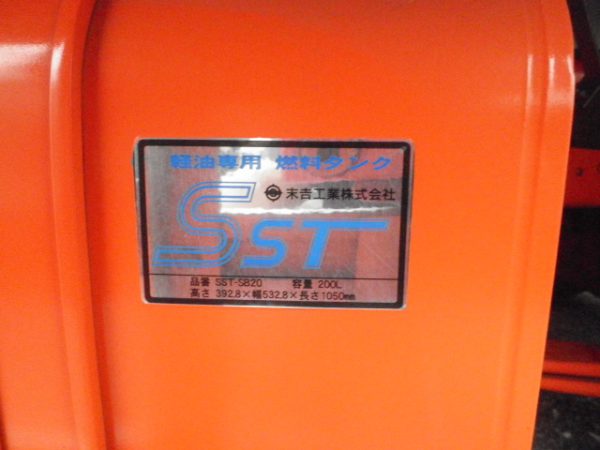 軽油専用 燃料タンク
末吉工業株式会社
SST
品番 SST-SB20 容量 200L
高さ 392.8×幅532.8×長さ1050mm